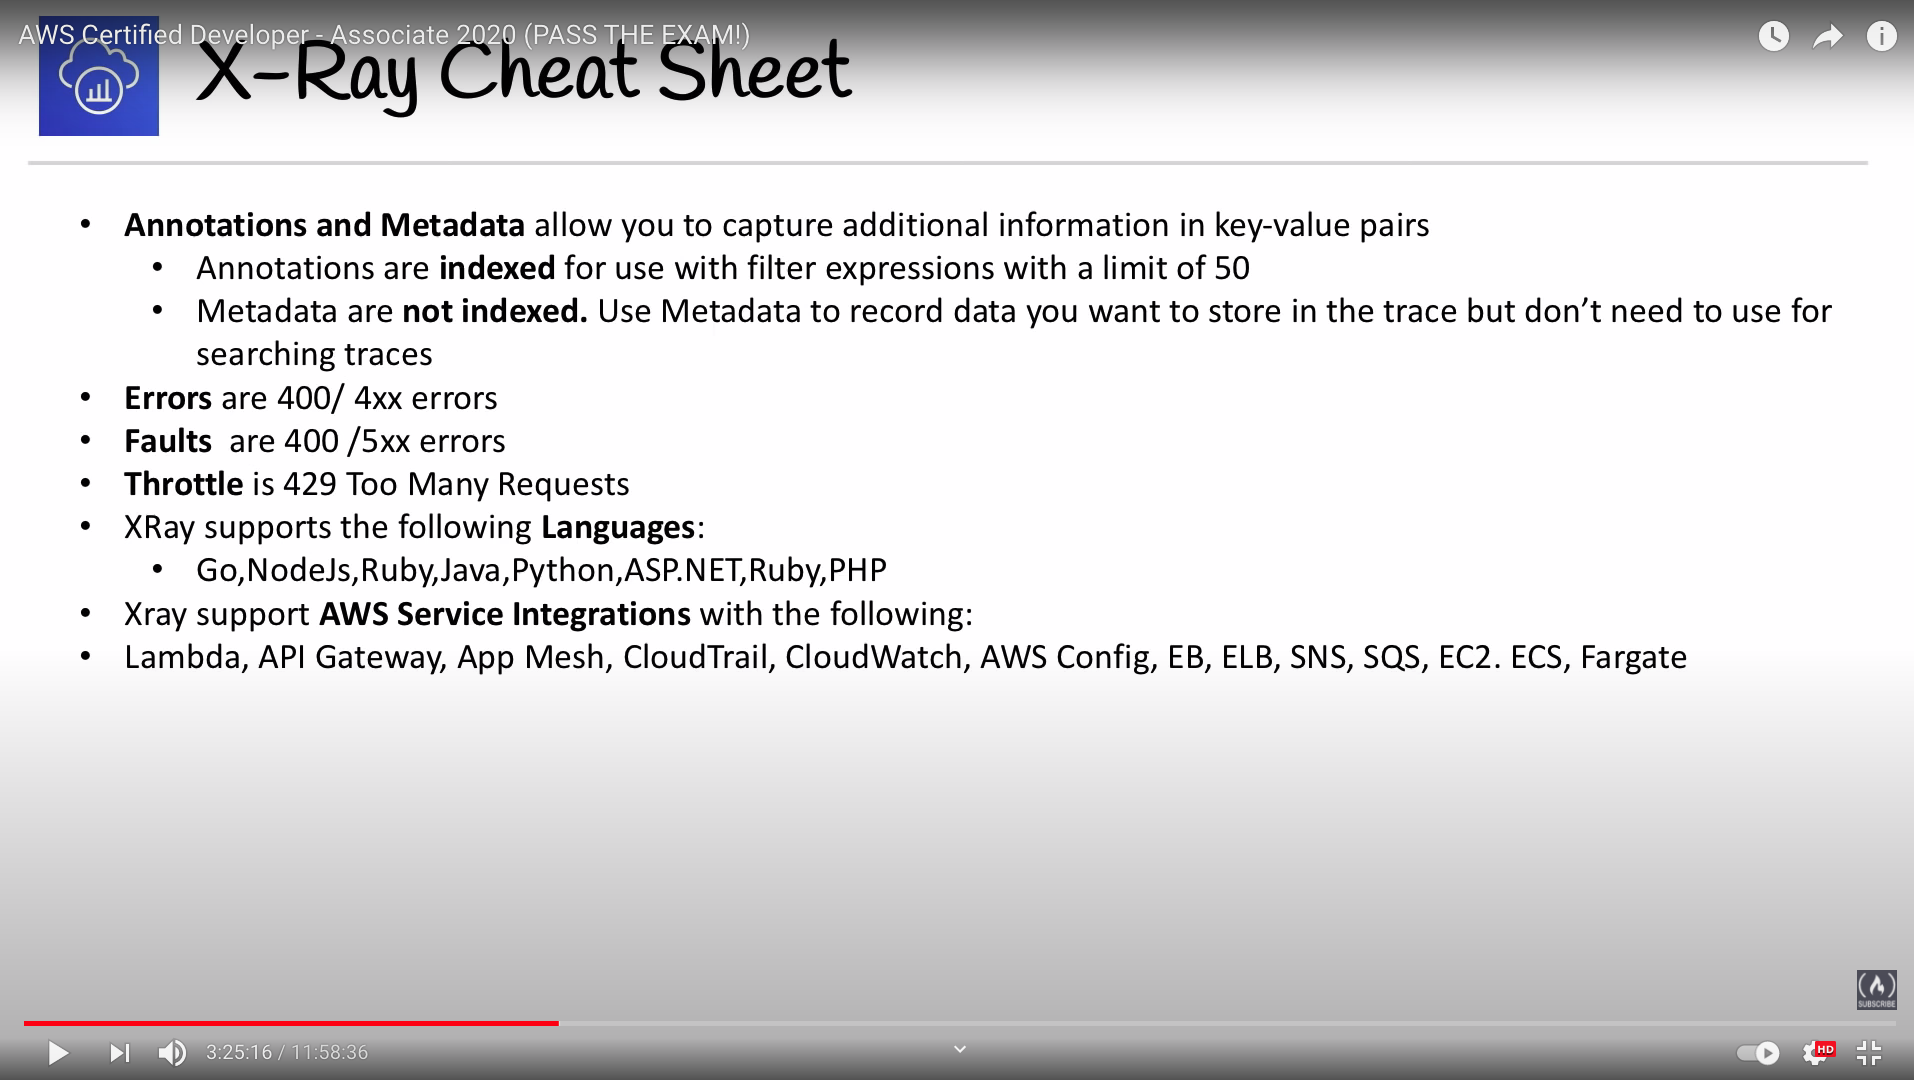 AWS Certified Developer - Associate 2020 (PASS THE EXAM!)
X-Ray Cheat Sheet
• Annotations and Metadata allow you to capture additional information in key-value pairs
• Annotations are indexed for use with filter expressions with a limit of 50
• Metadata are not indexed. Use Metadata to record data you want to store in the trace but don’t need to use for
searching traces
• Errors are 400/ 4xx errors
• Faults  are 400 /5xx errors
• Throttle is 429 Too Many Requests
• XRay supports the following Languages:
• Go,NodeJs,Ruby,Java,Python,ASP.NET,Ruby,PHP
• Xray support AWS Service Integrations with the following:
• Lambda, API Gateway, App Mesh, CloudTrail, CloudWatch, AWS Config, EB, ELB, SNS, SQS, EC2. ECS, Fargate
SUBSCRIBE
3:25:16 / 11:58:36
HD